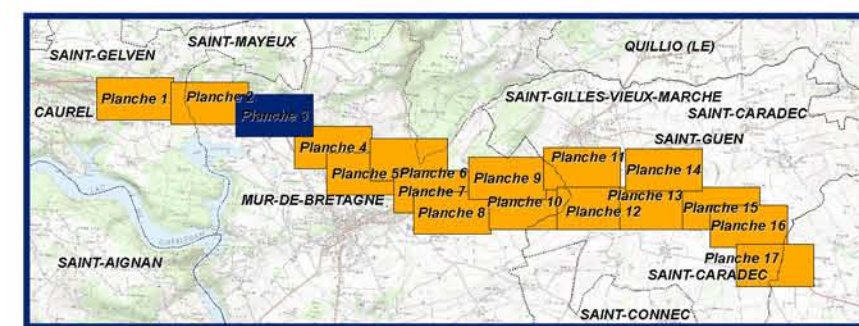 SAINT-GELVEN
SAINT-MAYEUX
QUILLIO (LE)
CAUREL
Planche 1
Planche 2
Planche 3
SAINT-GILLES-VIEUX-MARCHE
SAINT-CARADEC
SAINT-GUEN
Planche 4
Planche 5
Planche 6
Planche 7
Planche 8
Planche 9
Planche 10
Planche 11
Planche 12
Planche 13
Planche 14
Planche 15
Planche 16
Planche 17
MUR-DE-BRETAGNE
SAINT-AIGNAN
SAINT-CARADEC
SAINT-CONNEC